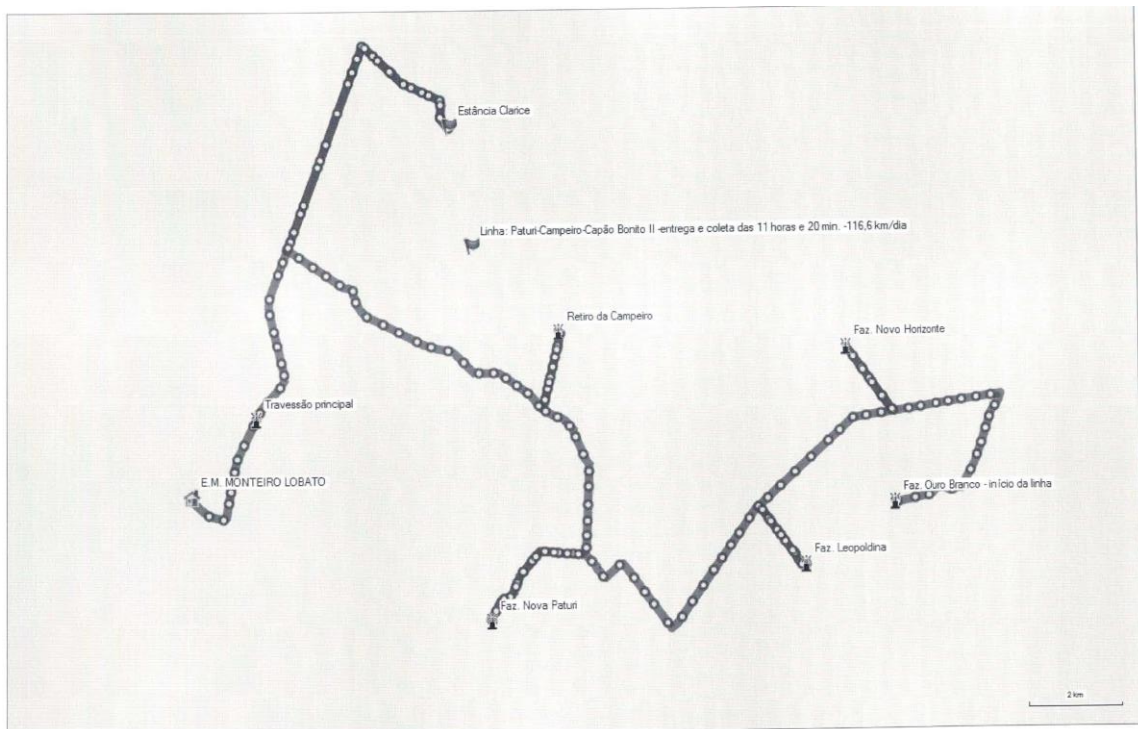 Estância Clarice
Linha: Paturi-Campeiro-Capão Bonito II -entrega e coleta das 11 horas e 20 min. -116,6 km/dia
Retiro da Campeiro
Faz. Novo Horizonte
Travessão principal
E.M. MONTEIRO LOBATO
Faz. Ouro Branco - início da linha
Faz. Leopoldina
Faz. Nova Paturi
2 km